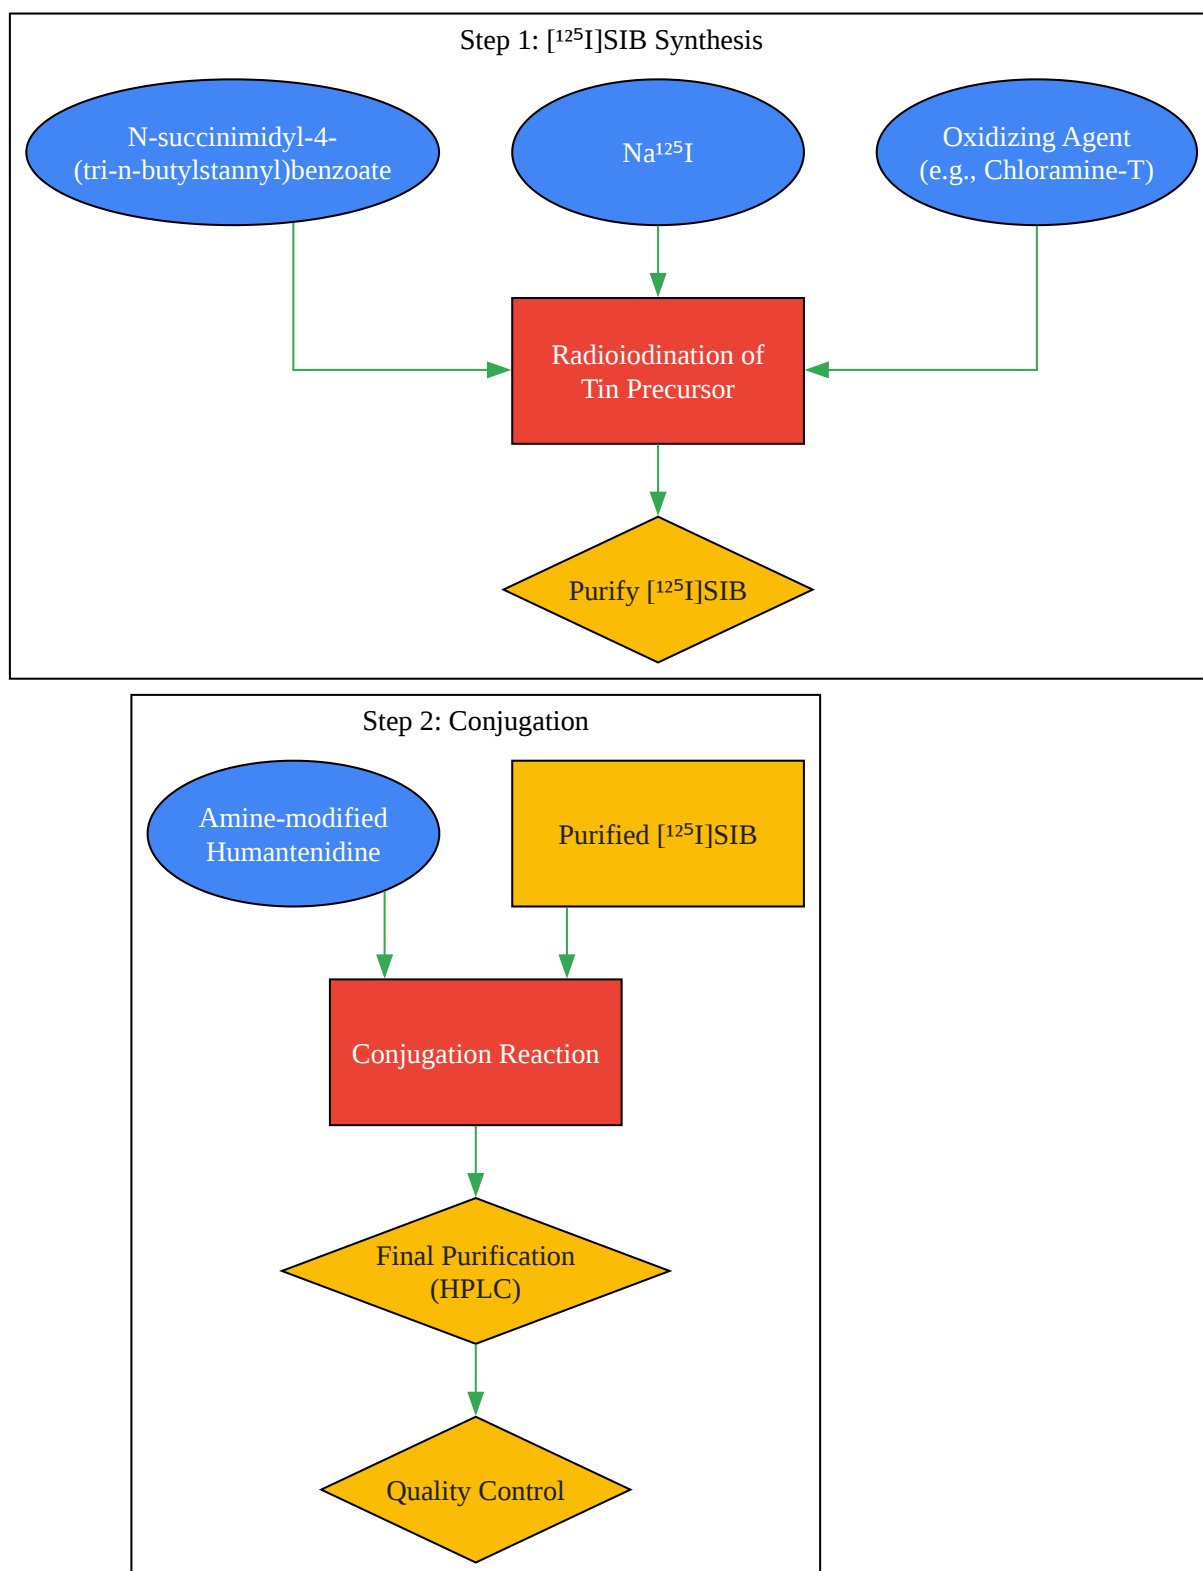 Step 1: [¹²⁵I]SIB Synthesis
N-succinimidyl-4-
(tri-n-butylstannyl)benzoate
Na¹²⁵I
Oxidizing Agent
(e.g., Chloramine-T)
Radioiodination of
Tin Precursor
Purify [¹²⁵I]SIB
Step 2: Conjugation
Amine-modified
Humantenidine
Purified [¹²⁵I]SIB
Conjugation Reaction
Final Purification
(HPLC)
Quality Control